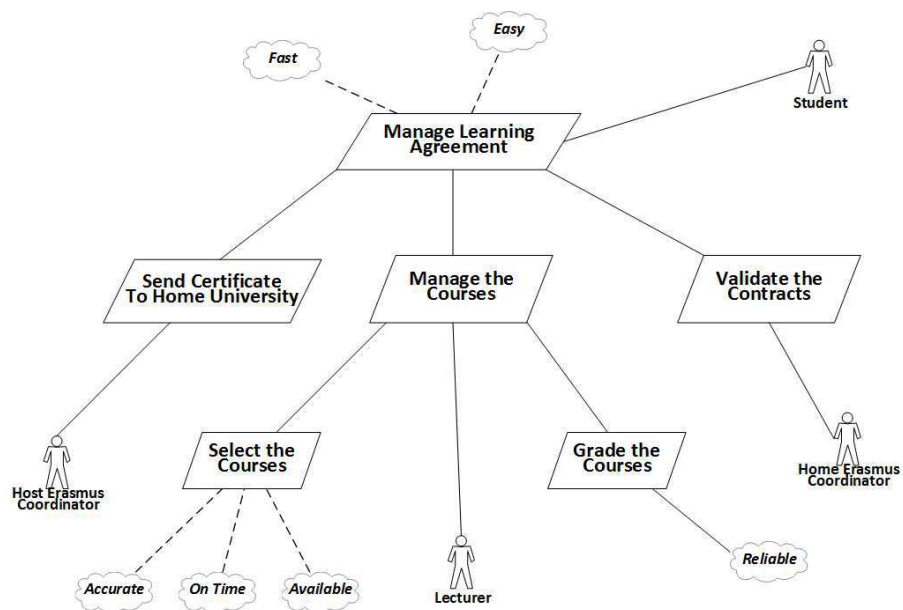 Easy
Fast
Student
Manage Learning
Agreement
Send Certificate
To Home University
Manage the
Courses
Validate the
Contracts
Select the
Courses
Grade the
Courses
Host Erasmus
Coordinator
Home Erasmus
Coordinator
Accurate
On Time
Available
Lecturer
Reliable